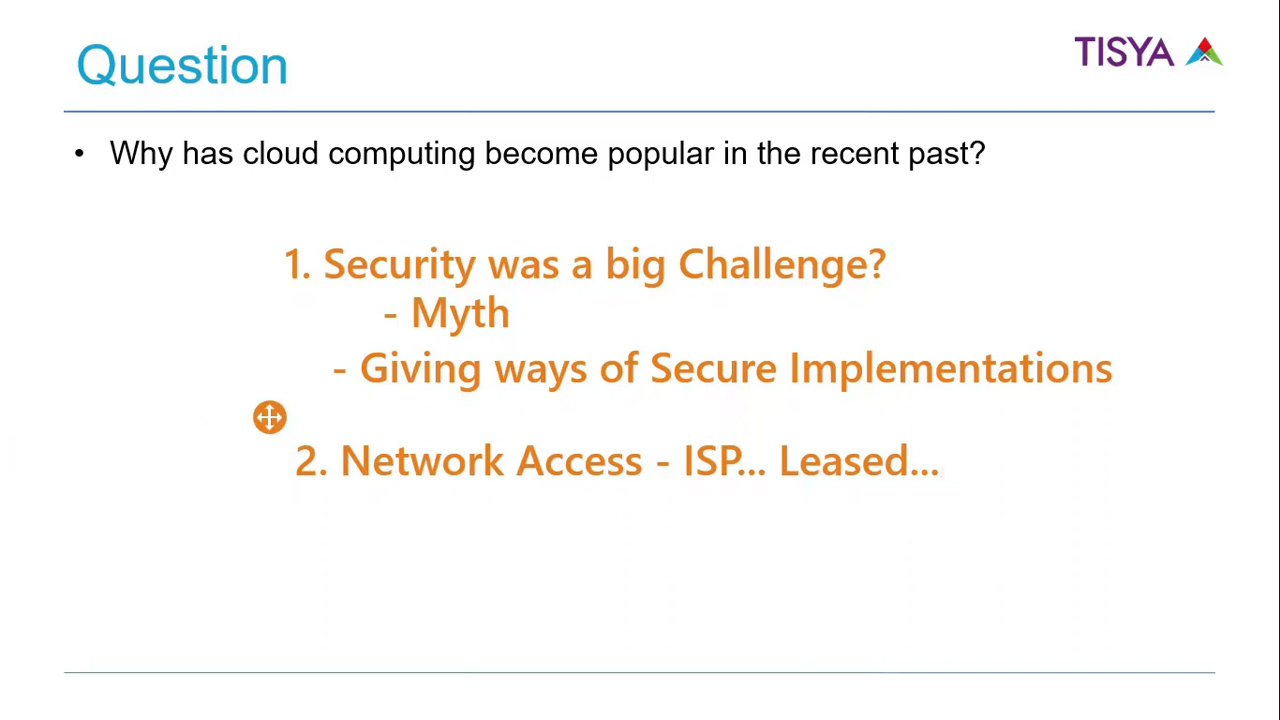 Question
TISYA
• Why has cloud computing become popular in the recent past?
1. Security was a big Challenge?
- Myth
- Giving ways of Secure Implementations
2. Network Access - ISP... Leased...